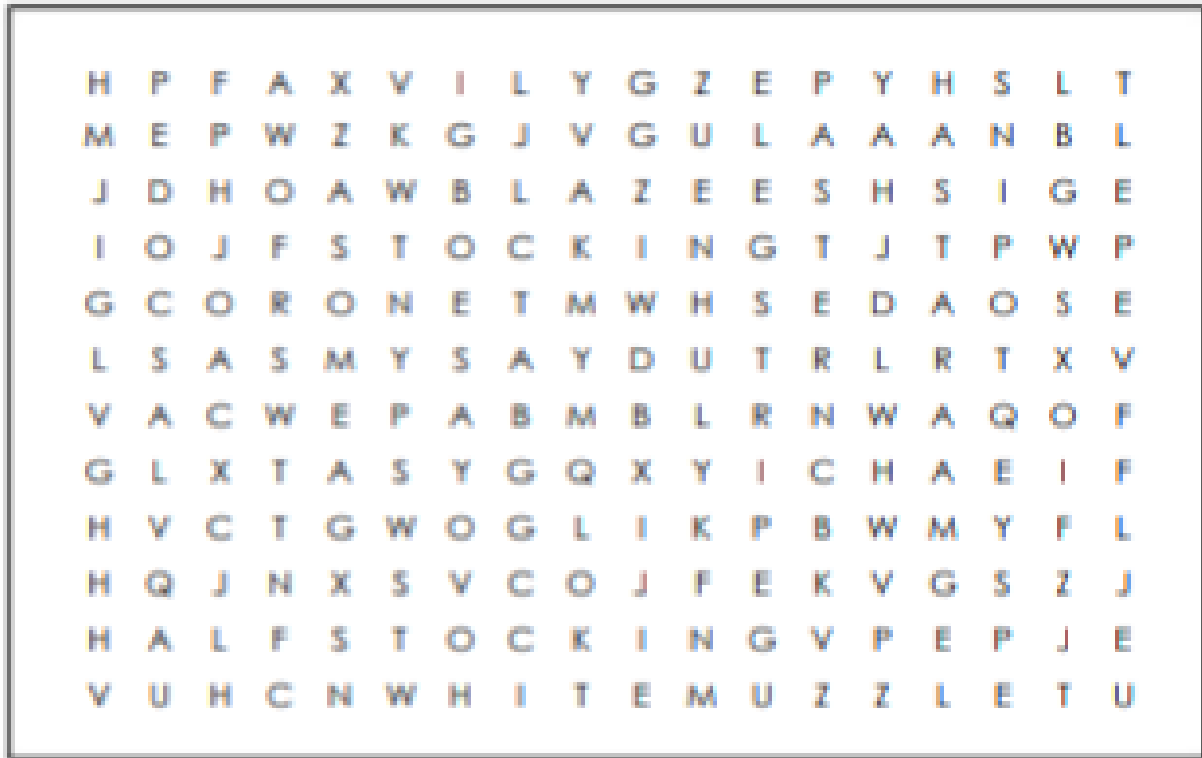 H P F A X V I L Y G Z E P Y H S L T
M E P W Z K G J V G U L A A A N B L
J D H O A W B L A Z E E S H S I G E
I O J F S T O C K I N G T J T P W P
G C O R O N E T M W H S E D A O S E
L S A S M Y S A Y D U T R L R T X V
V A C W E P A B M B L R N W A Q O F
G L X T A S Y G Q X Y I C H A E I F
H V C T G W O G L I K P B W M Y F L
H Q J N X S V C O J F E K V G S Z J
H A L F S T O C K I N G V P E P J E
V U H C N W H I T E M U Z Z L E T U